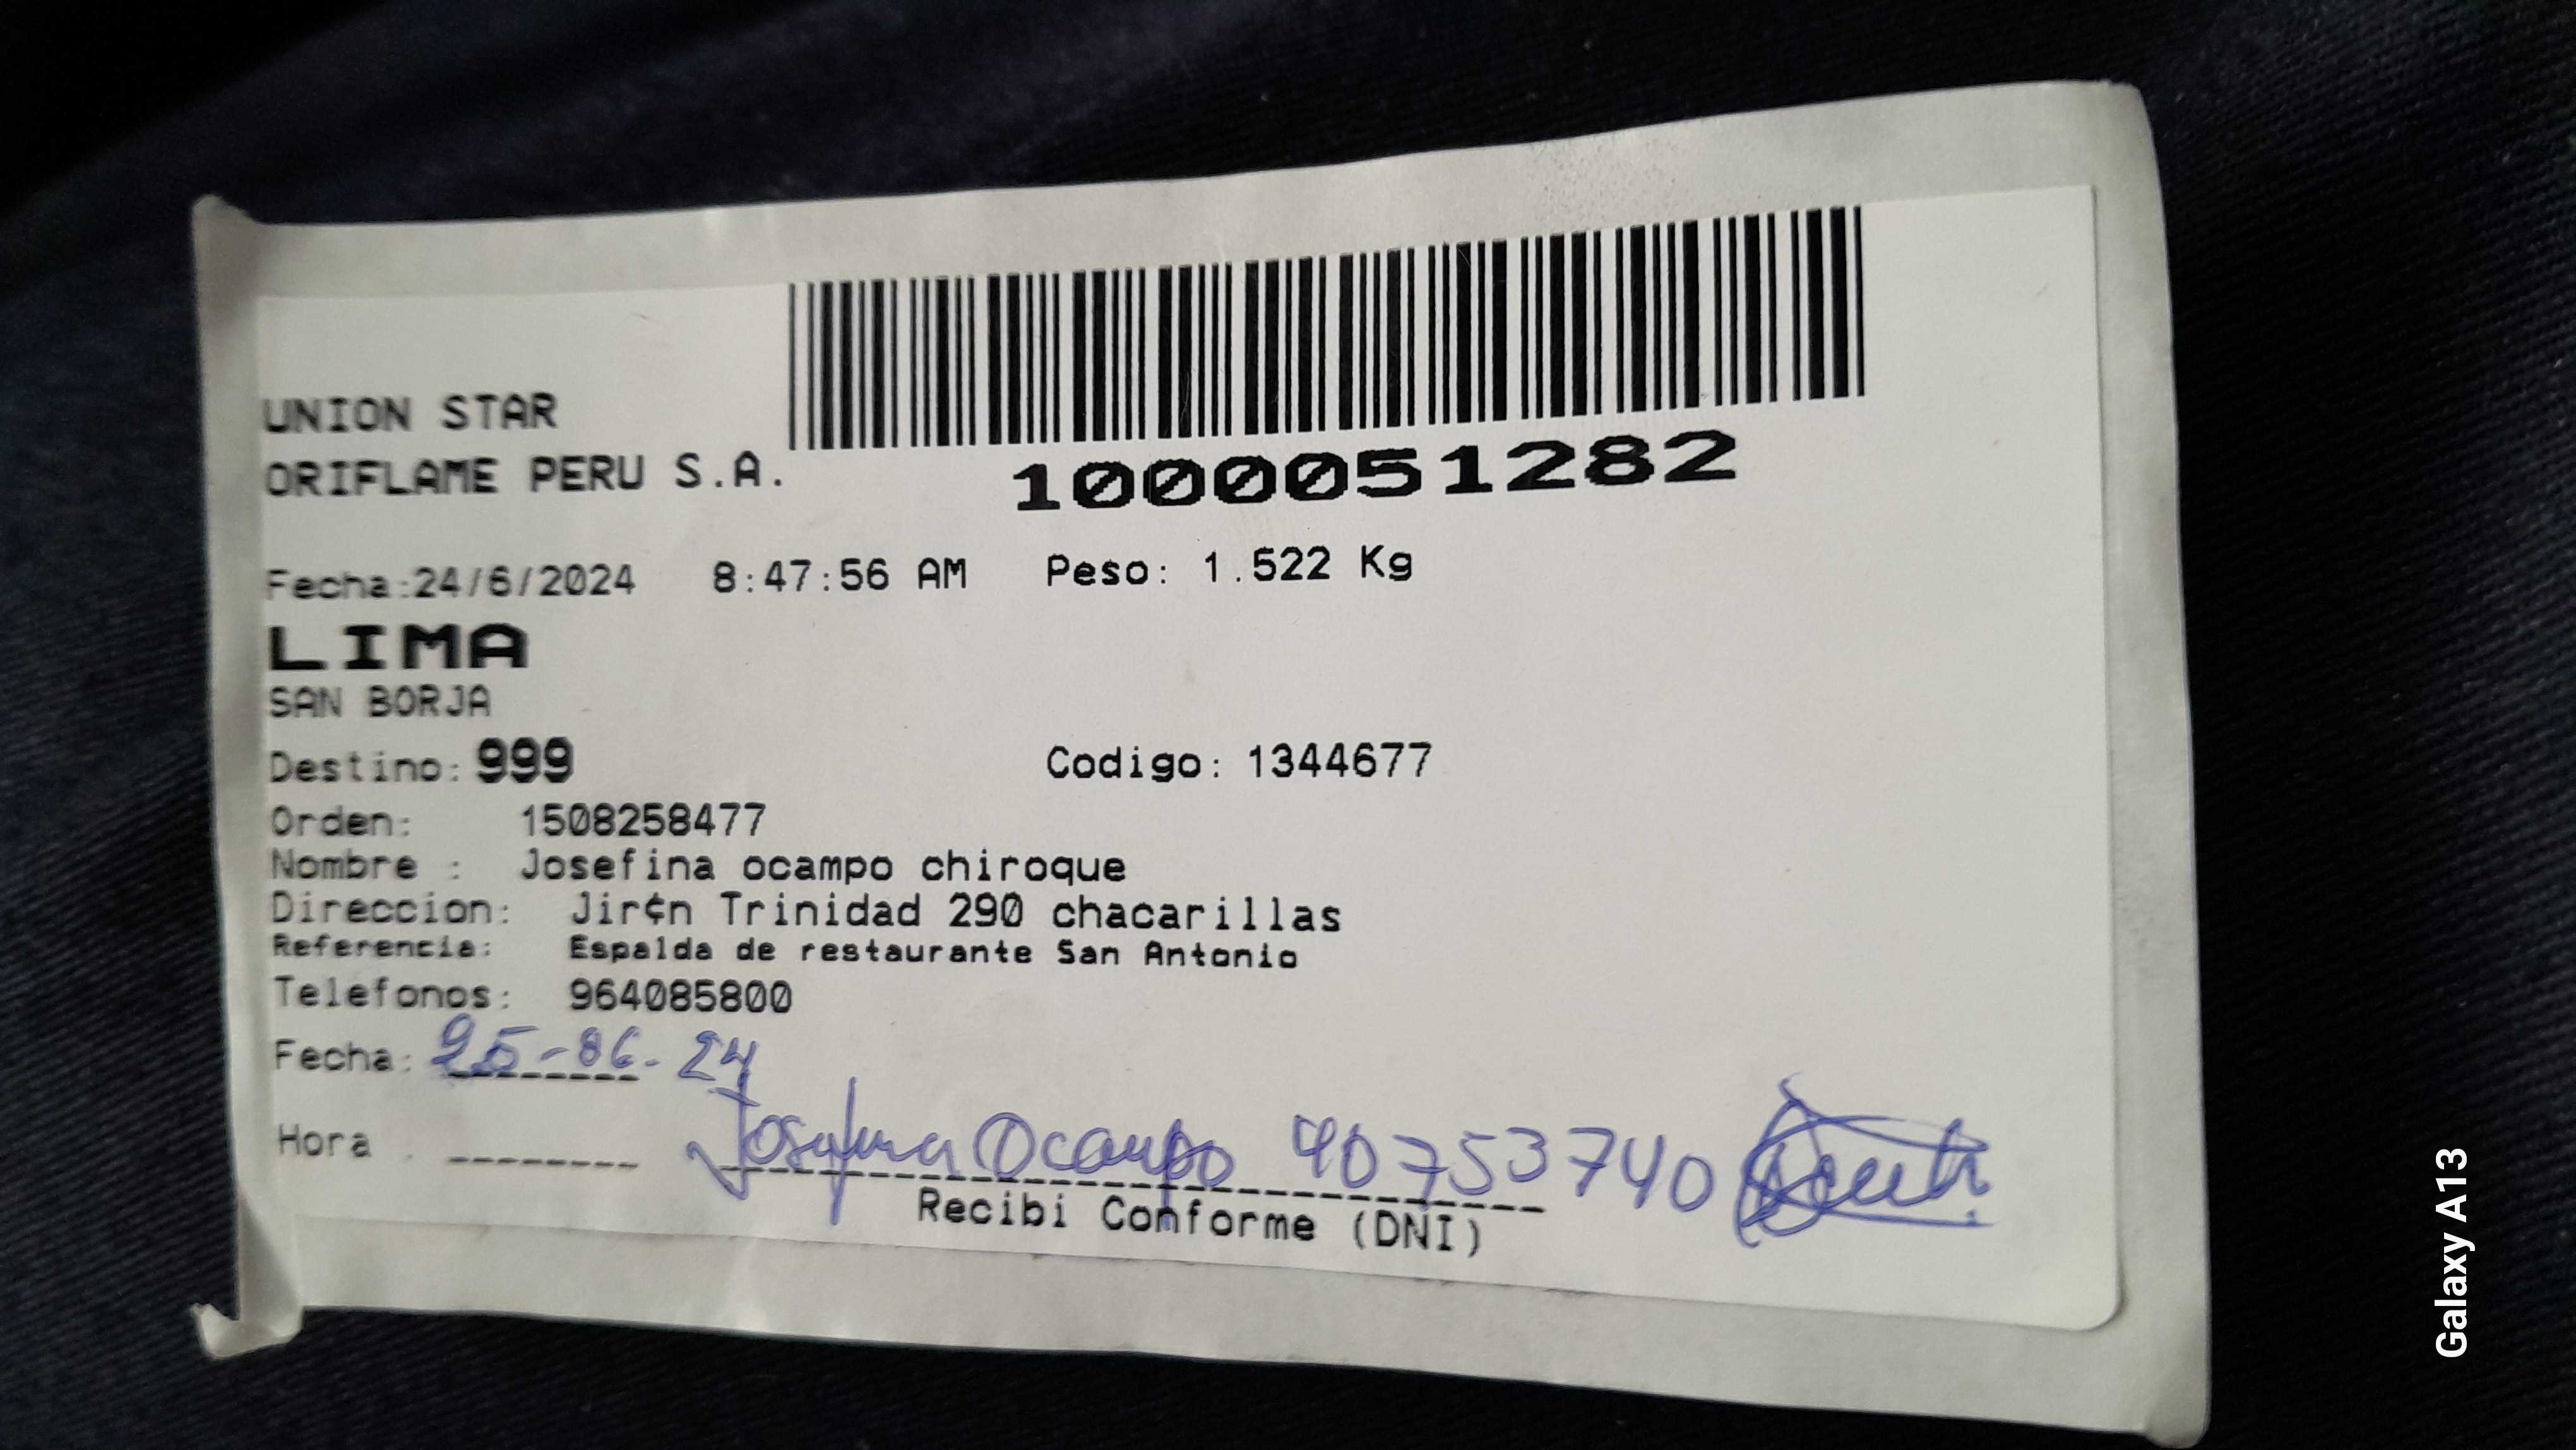 UNION STAR
ORIFLAME PERU S.A.
1000051282
Fecha:24/6/2024 8:47:56 AM Peso: 1.522 Kg
LIMA
SAN BORJA
Destino: 999 Codigo: 1344677
Orden: 1508258477
Nombre : Josefina ocampo chiroque
Direccion: Jir¢n Trinidad 290 chacarillas
Referencia: Espalda de restaurante San Antonio
Telefonos: 964085800
Fecha: 25-06-24
Hora : Josefina Ocampo 40753740
Recibi Conforme (DNI)
Galaxy A13